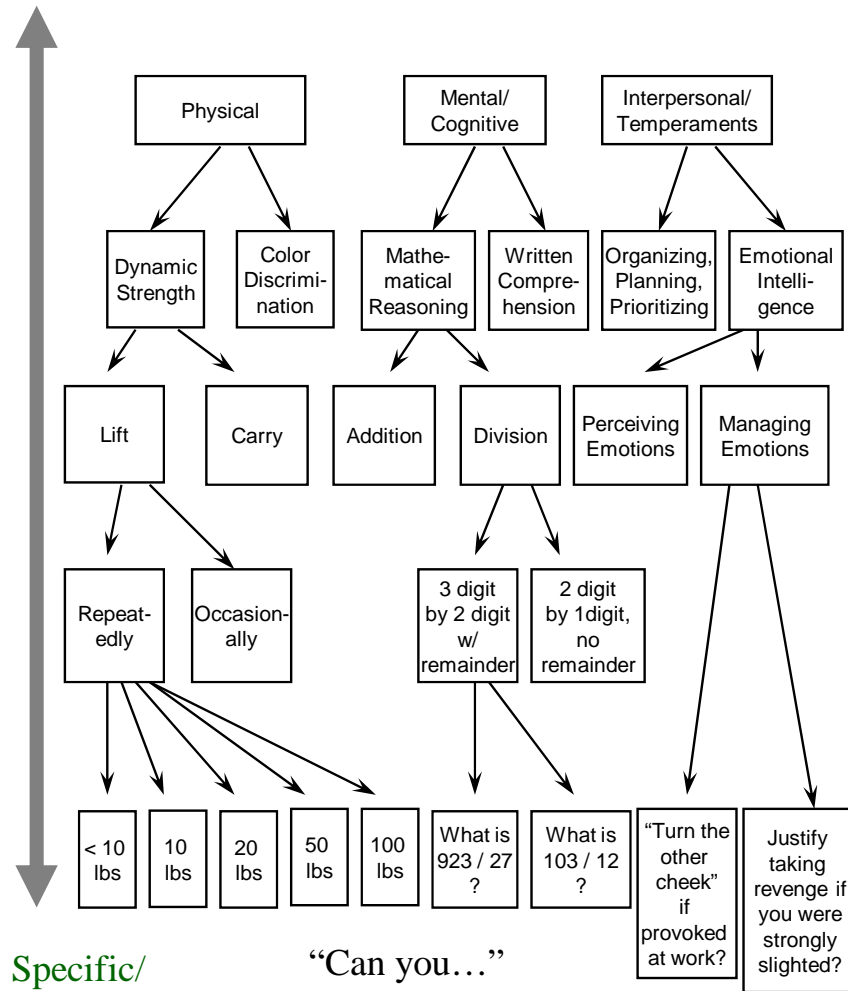 Physical
Mental/
Cognitive
Interpersonal/
Temperaments
Dynamic
Strength
Color
Discrimi-
nation
Mathe-
matical
Reasoning
Written
Compre-
hension
Organizing,
Planning,
Prioritizing
Emotional
Intelli-
gence
Lift
Carry
Addition
Division
Perceiving
Emotions
Managing
Emotions
Repeat-
edly
Occasion-
ally
3 digit
by 2 digit
w/
remainder
2 digit
by 1digit,
no
remainder
< 10
lbs
10
lbs
20
lbs
50
lbs
100
lbs
What is
923 / 27
?
What is
103 / 12
?
“Turn the
other
cheek”
if
provoked
at work?
Justify
taking
revenge if
you were
strongly
slighted?
Specific/
“Can you…”